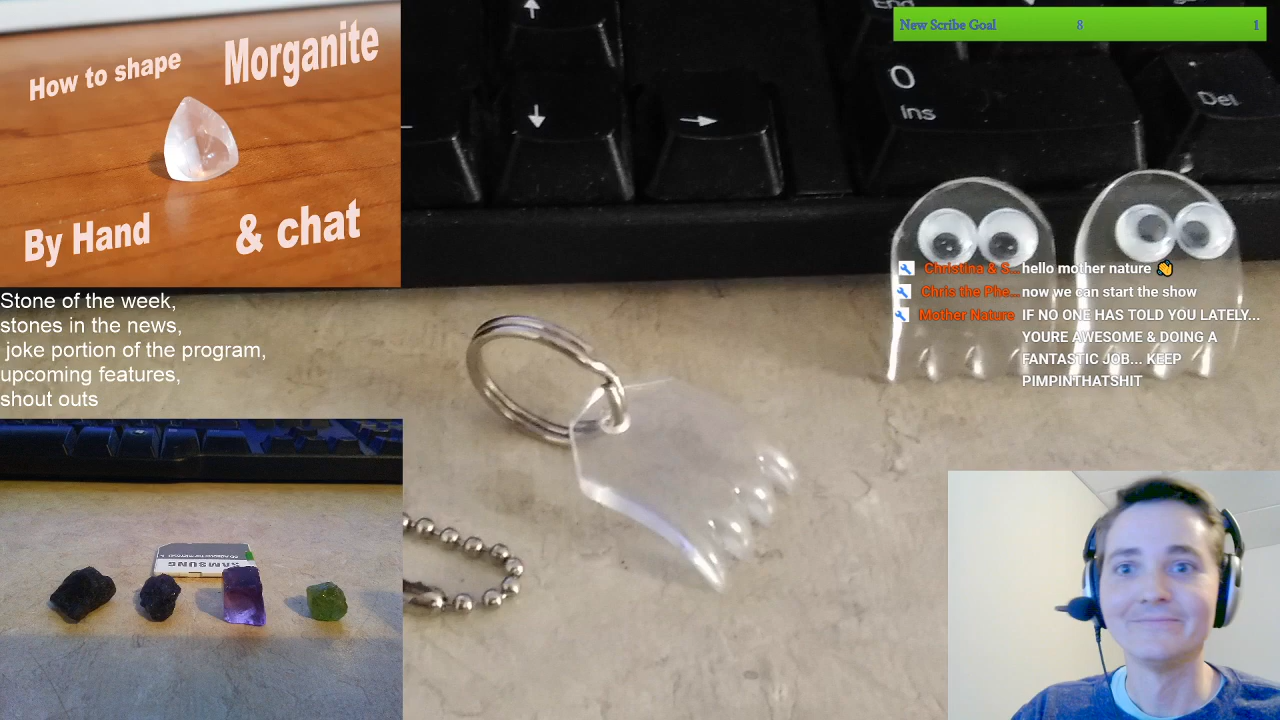 How to shape Morganite
By Hand & chat
Stone of the week,
stones in the news,
joke portion of the program,
upcoming features,
shout outs
SAMSUNG
End
0
Ins
Del
New Scribe Goal 8 1
Christina & S... hello mother nature 👏
Chris the Phe... now we can start the show
Mother Nature IF NO ONE HAS TOLD YOU LATELY...
YOURE AWESOME & DOING A
FANTASTIC JOB... KEEP
PIMPINTHATSHIT